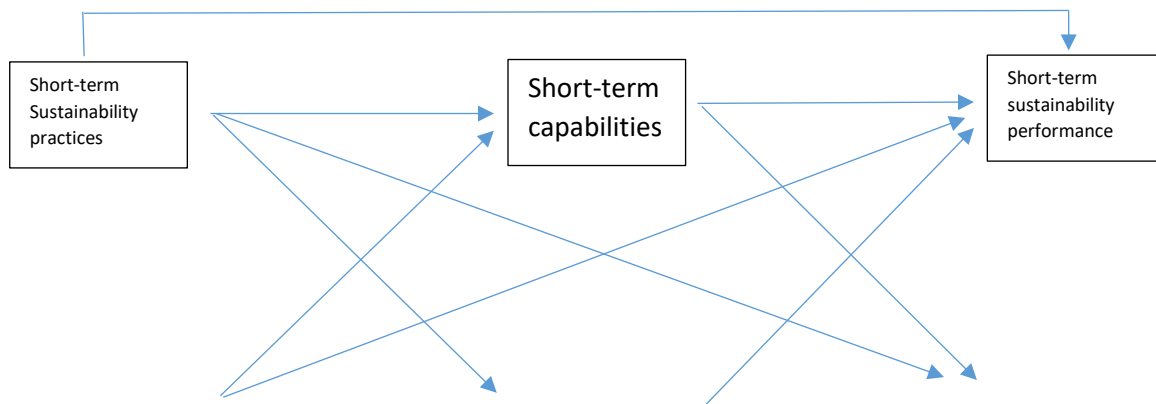 Short-term
Sustainability
practices
Short-term
capabilities
Short-term
sustainability
performance